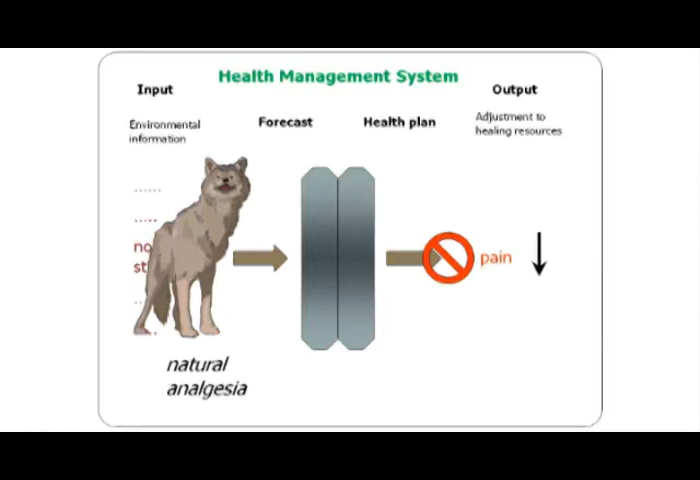 Health Management System
Input
Output
Environmental
information
Forecast
Health plan
Adjustment to
healing resources
......
.....
pain
natural
analgesia